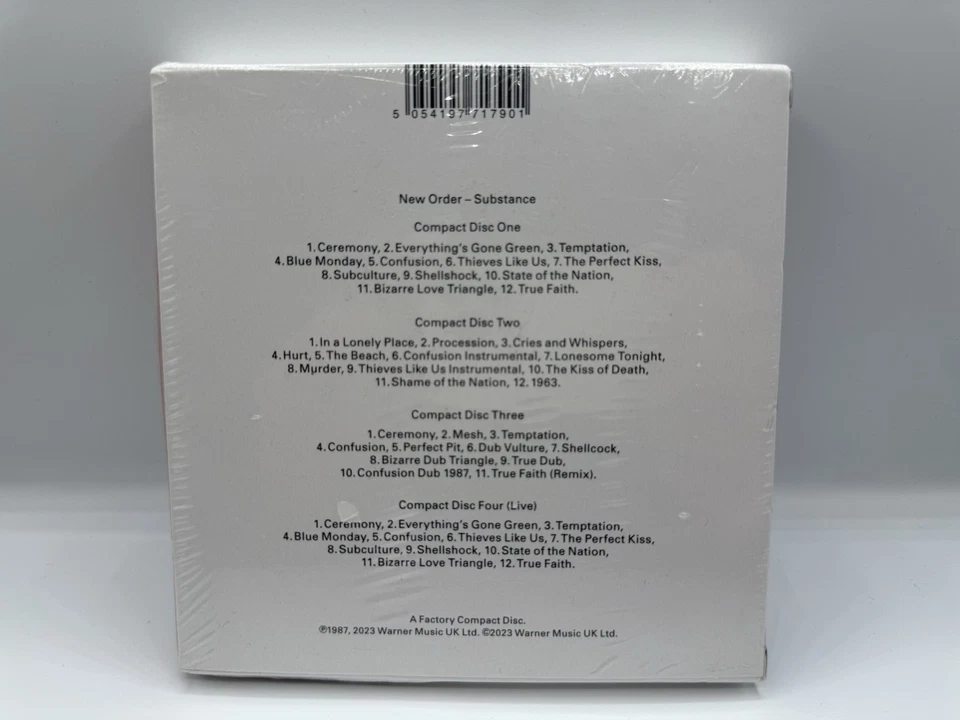 5 054197 717901
New Order – Substance
Compact Disc One
1. Ceremony, 2. Everything's Gone Green, 3. Temptation,
4. Blue Monday, 5. Confusion, 6. Thieves Like Us, 7. The Perfect Kiss,
8. Subculture, 9. Shellshock, 10. State of the Nation,
11. Bizarre Love Triangle, 12. True Faith.
Compact Disc Two
1. In a Lonely Place, 2. Procession, 3. Cries and Whispers,
4. Hurt, 5. The Beach, 6. Confusion Instrumental, 7. Lonesome Tonight,
8. Murder, 9. Thieves Like Us Instrumental, 10. The Kiss of Death,
11. Shame of the Nation, 12. 1963.
Compact Disc Three
1. Ceremony, 2. Mesh, 3. Temptation,
4. Confusion, 5. Perfect Pit, 6. Dub Vulture, 7. Shellcock,
8. Bizarre Dub Triangle, 9. True Dub,
10. Confusion Dub 1987, 11. True Faith (Remix).
Compact Disc Four (Live)
1. Ceremony, 2. Everything's Gone Green, 3. Temptation,
4. Blue Monday, 5. Confusion, 6. Thieves Like Us, 7. The Perfect Kiss,
8. Subculture, 9. Shellshock, 10. State of the Nation,
11. Bizarre Love Triangle, 12. True Faith.
A Factory Compact Disc.
℗1987, 2023 Warner Music UK Ltd. ©2023 Warner Music UK Ltd.